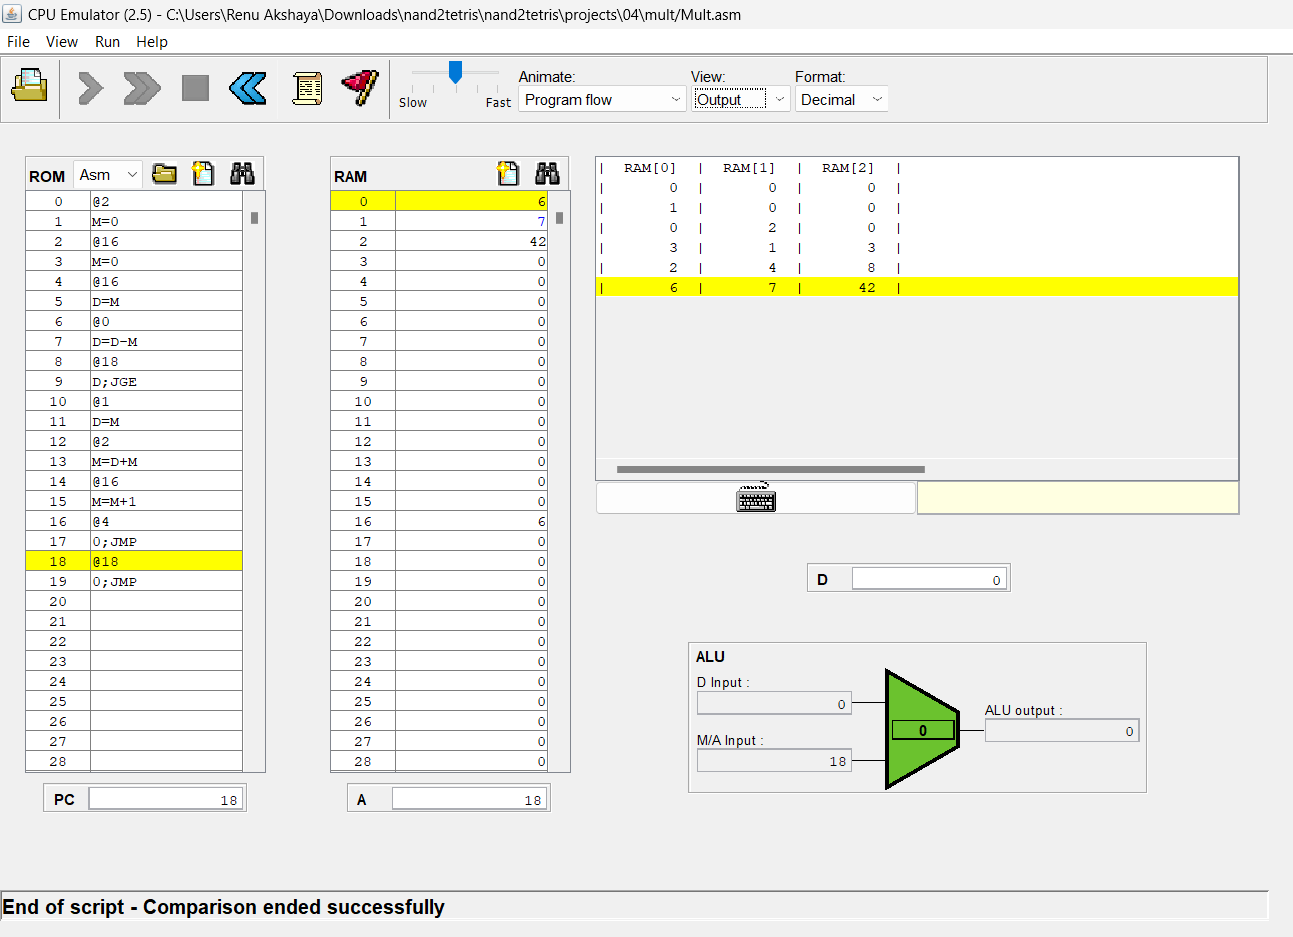 CPU Emulator (2.5) - C:\Users\Renu Akshaya\Downloads\nand2tetris\nand2tetris\projects\04\mult/Mult.asm
File View Run Help
Animate: View: Format:
Slow Fast Program flow Output Decimal
ROM Asm
0 @2
1 M=0
2 @16
3 M=0
4 @16
5 D=M
6 @0
7 D=D-M
8 @18
9 D;JGE
10 @1
11 D=M
12 @2
13 M=D+M
14 @16
15 M=M+1
16 @4
17 0;JMP
18 @18
19 0;JMP
20
21
22
23
24
25
26
27
28
PC 18
RAM
0 6
1 7
2 42
3 0
4 0
5 0
6 0
7 0
8 0
9 0
10 0
11 0
12 0
13 0
14 0
15 0
16 6
17 0
18 0
19 0
20 0
21 0
22 0
23 0
24 0
25 0
26 0
27 0
28 0
A 18
| RAM[0] | RAM[1] | RAM[2] |
| 0 | 0 | 0 |
| 1 | 0 | 0 |
| 0 | 2 | 0 |
| 3 | 1 | 3 |
| 2 | 4 | 8 |
| 6 | 7 | 42 |
D 0
ALU
D Input :
0
M/A Input :
18
0
ALU output :
0
End of script - Comparison ended successfully